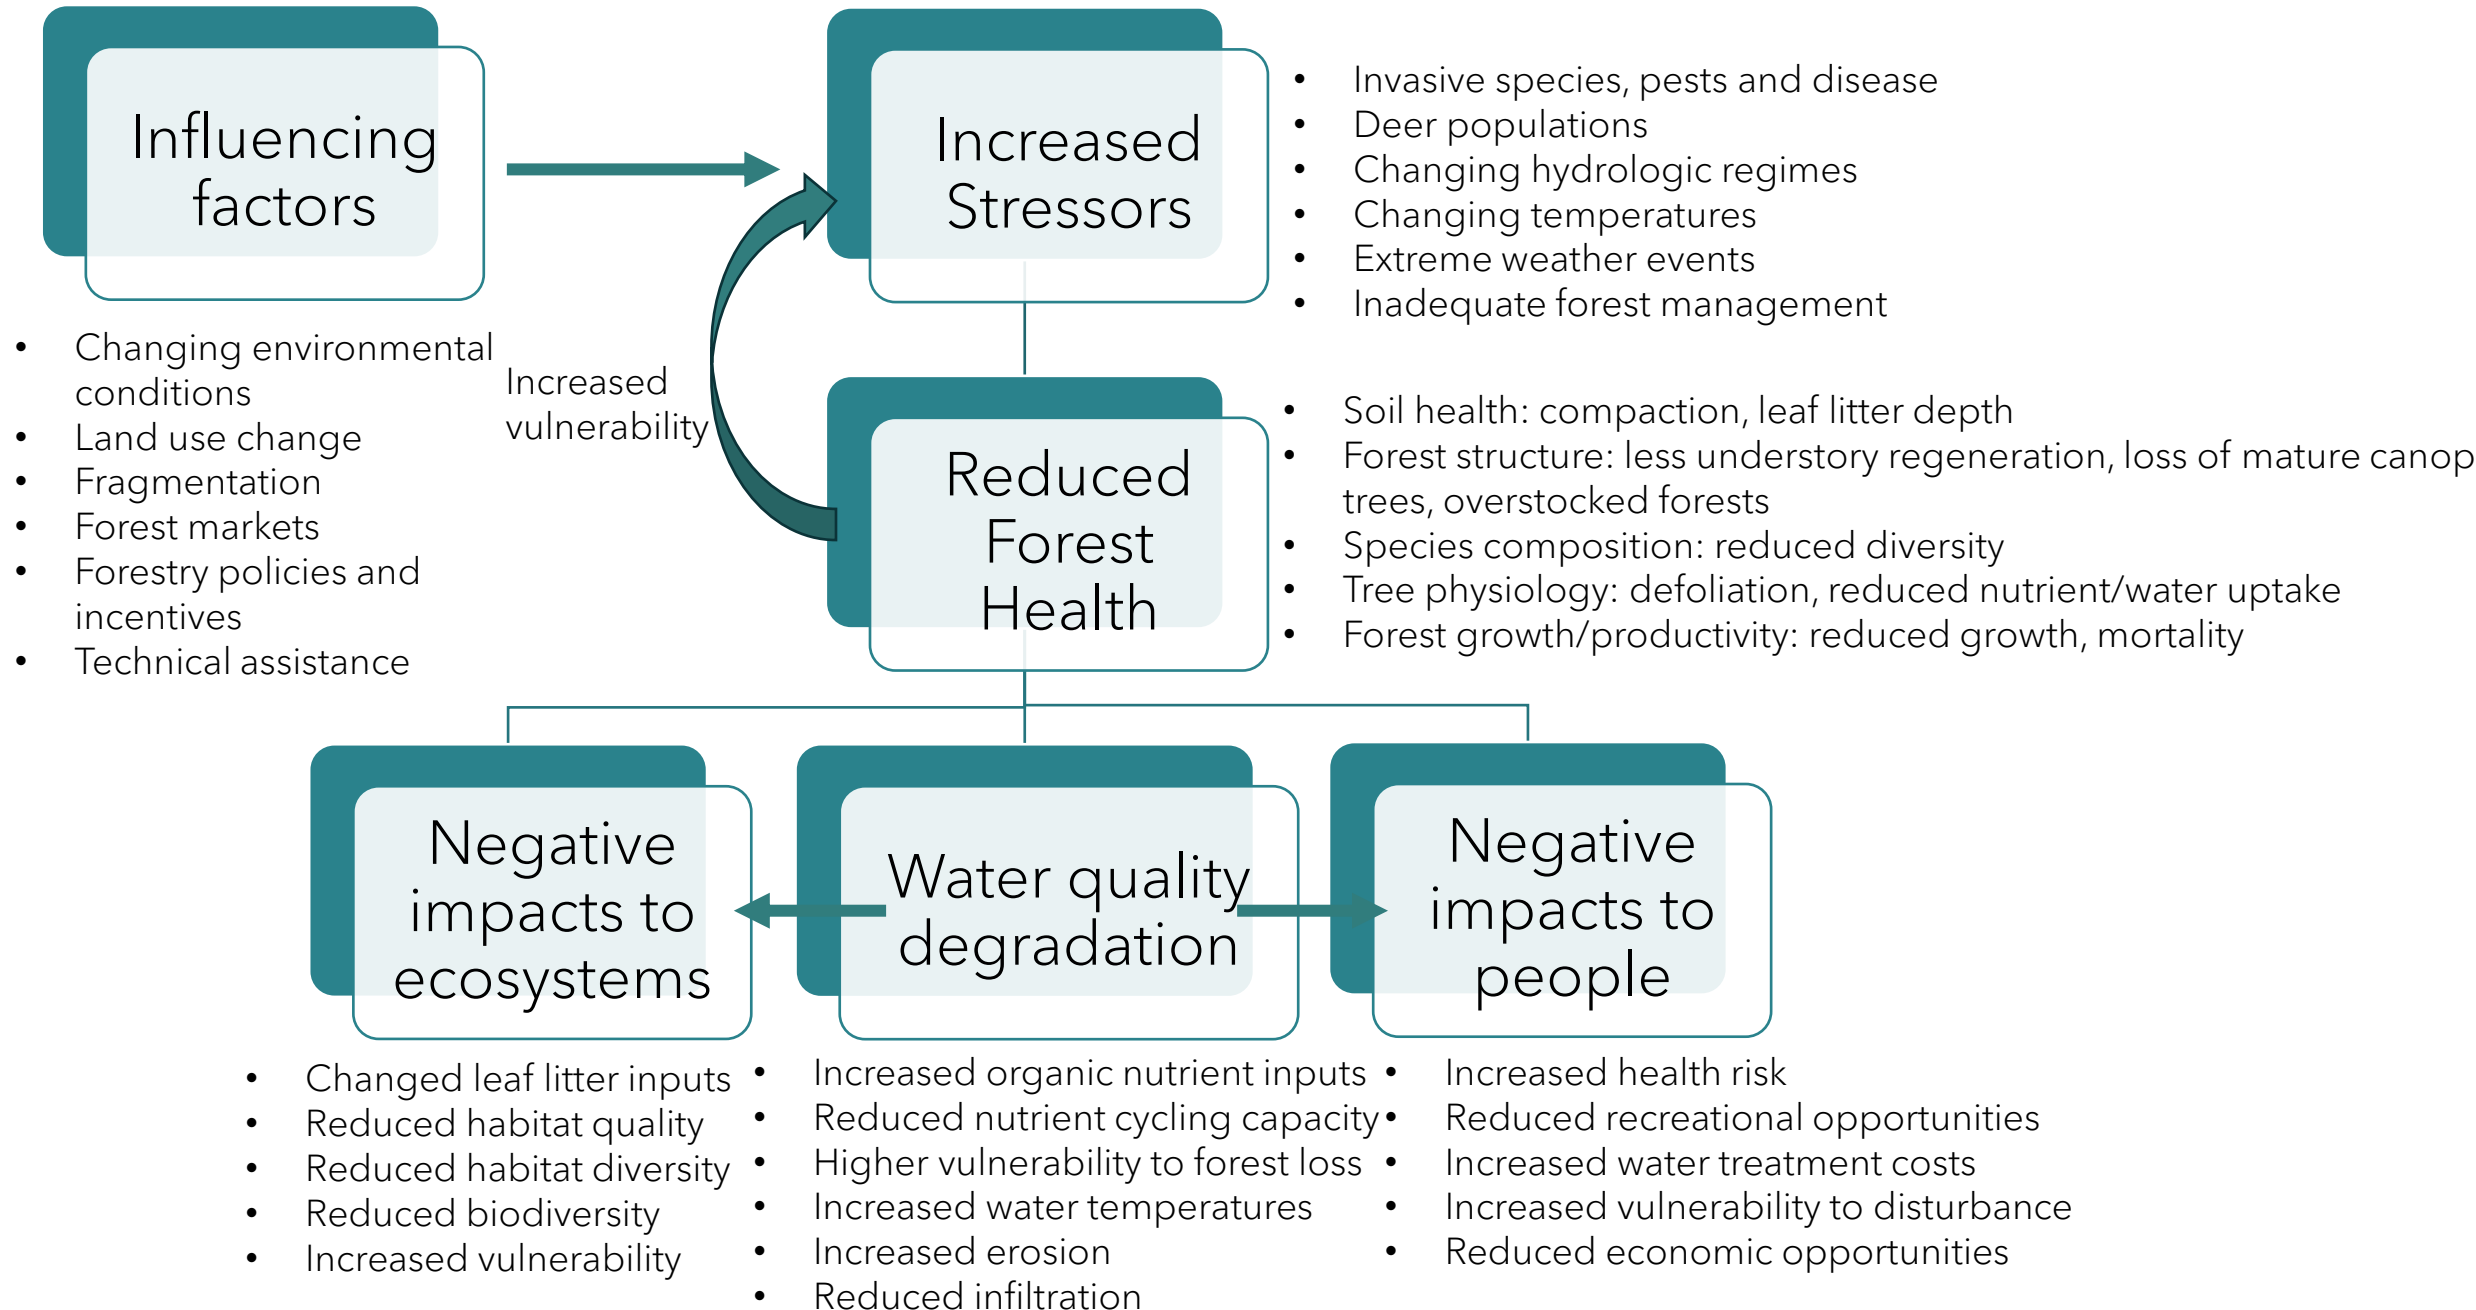 Influencing
factors
• Changing environmental
conditions
• Land use change
• Fragmentation
• Forest markets
• Forestry policies and
incentives
• Technical assistance
Increased
vulnerability
Increased
Stressors
• Invasive species, pests and disease
• Deer populations
• Changing hydrologic regimes
• Changing temperatures
• Extreme weather events
• Inadequate forest management
Reduced
Forest
Health
• Soil health: compaction, leaf litter depth
• Forest structure: less understory regeneration, loss of mature canop
trees, overstocked forests
• Species composition: reduced diversity
• Tree physiology: defoliation, reduced nutrient/water uptake
• Forest growth/productivity: reduced growth, mortality
Negative
impacts to
ecosystems
• Changed leaf litter inputs
• Reduced habitat quality
• Reduced habitat diversity
• Reduced biodiversity
• Increased vulnerability
Water quality
degradation
• Increased organic nutrient inputs
• Reduced nutrient cycling capacity
• Higher vulnerability to forest loss
• Increased water temperatures
• Increased erosion
• Reduced infiltration
Negative
impacts to
people
• Increased health risk
• Reduced recreational opportunities
• Increased water treatment costs
• Increased vulnerability to disturbance
• Reduced economic opportunities